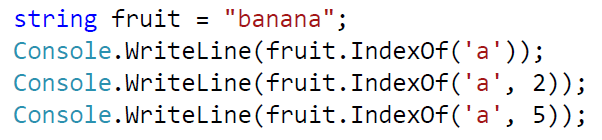 string fruit = "banana";
Console.WriteLine(fruit.IndexOf('a'));
Console.WriteLine(fruit.IndexOf('a', 2));
Console.WriteLine(fruit.IndexOf('a', 5));